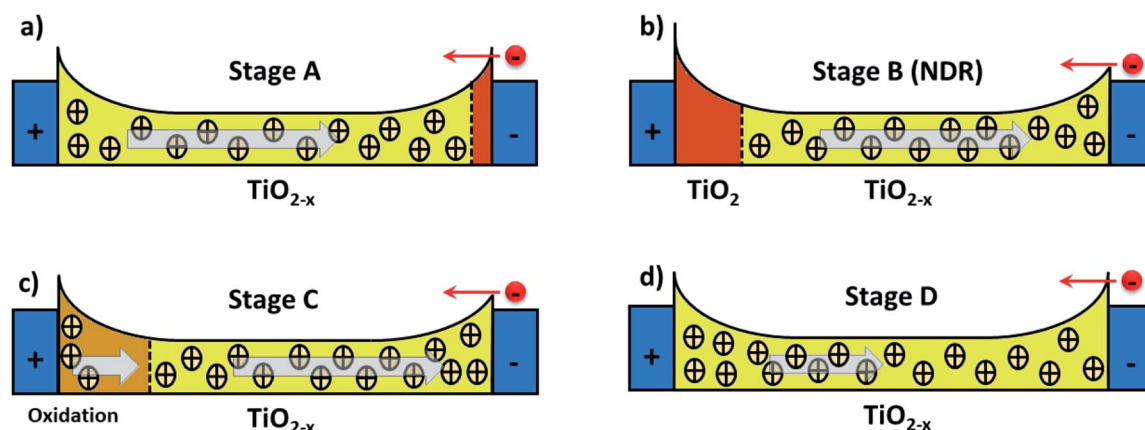 a)
Stage A
+
-
-
TiO2-x
b)
Stage B (NDR)
+
-
-
TiO2
TiO2-x
c)
Stage C
+
-
-
Oxidation
TiO2-x
d)
Stage D
+
-
-
TiO2-x